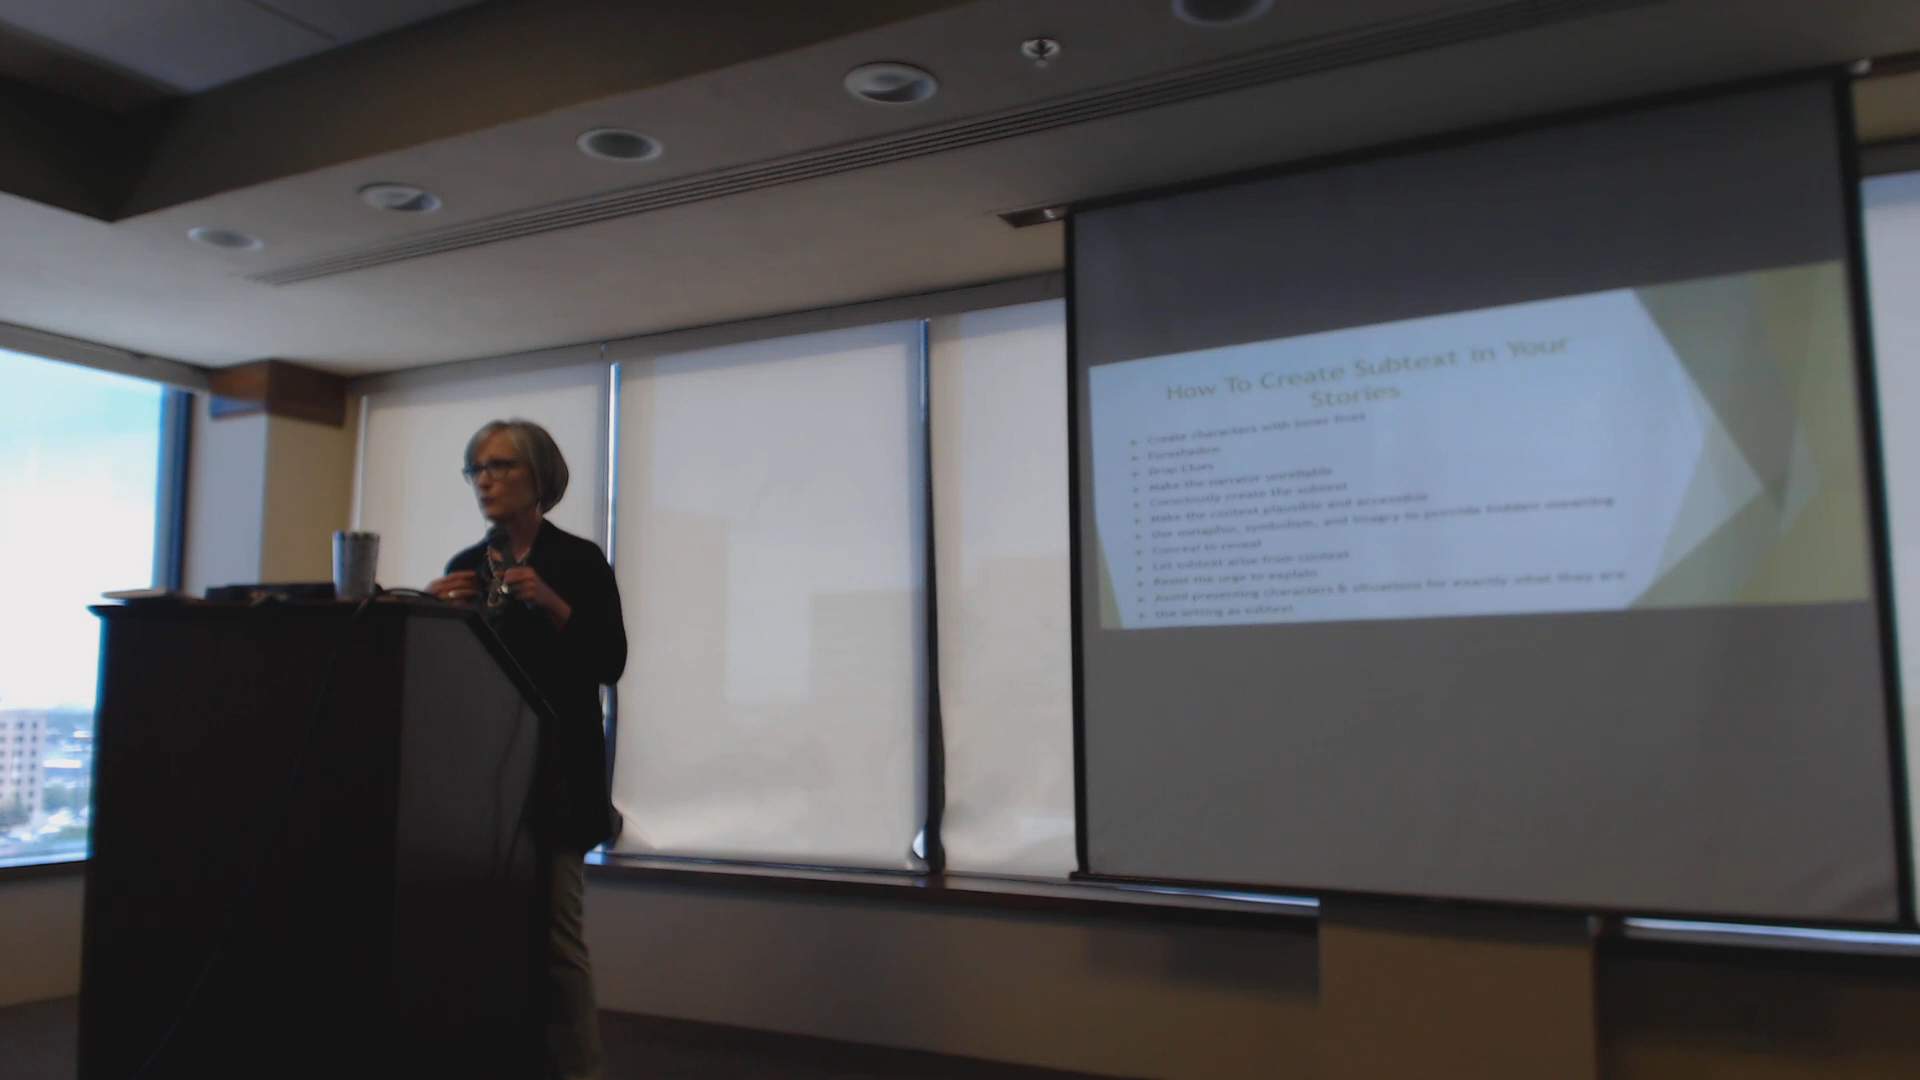 How To Create Subtext in Your
Stories
Create characters with inner lives
Foreshadow
Drop Clues
Make the narrator unreliable
Consciously create the subtext
Make the context plausible and accessible
Use metaphor, symbolism, and imagry to provide hidden meaning
Conceal to reveal
Let subtext arise from context
Resist the urge to explain
Avoid presenting characters & situations for exactly what they are
Use setting as subtext